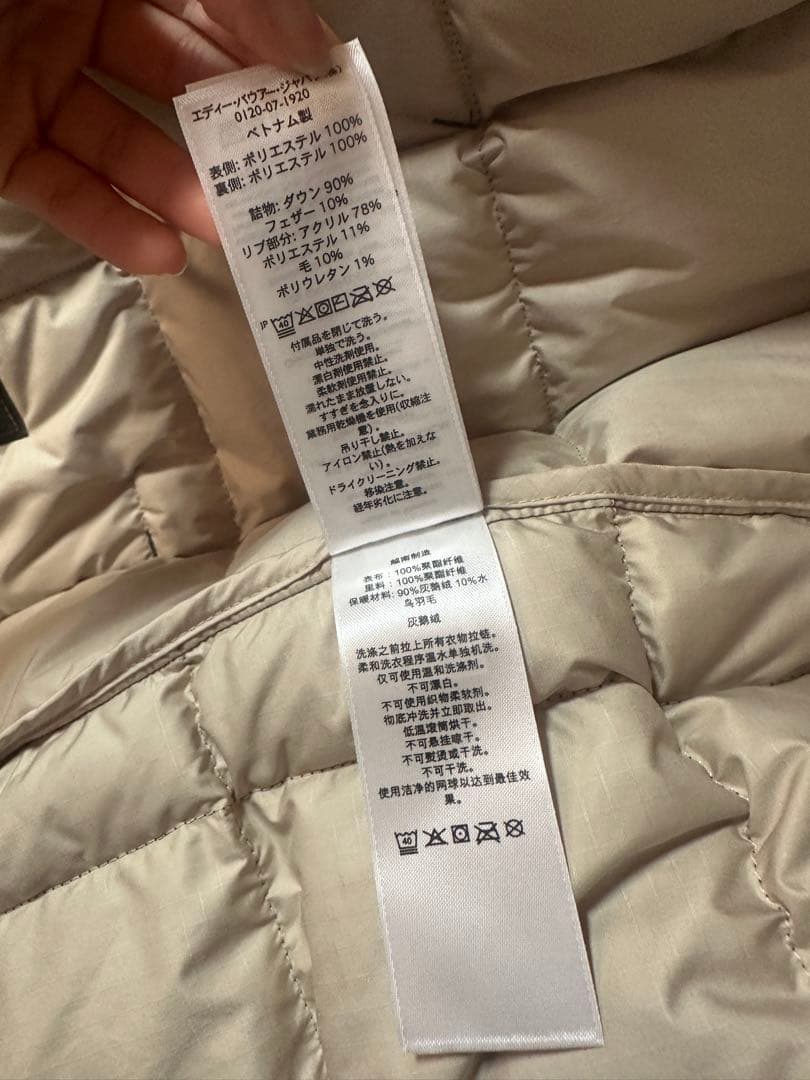 エディー・バウアー・ジャパン(株)
0120-07-1920
ベトナム製
表側: ポリエステル 100%
裏側: ポリエステル 100%
詰物: ダウン 90%
フェザー 10%
リブ部分: アクリル 78%
ポリエステル 11%
毛 10%
ポリウレタン 1%
JP 40
付属品を閉じて洗う。
単独で洗う。
中性洗剤使用。
漂白剤使用禁止。
柔軟剤使用禁止。
濡れたまま放置しない。
すすぎを念入りに。
業務用乾燥機を使用(収縮注
意)。
吊り干し禁止。
アイロン禁止(熱を加えな
い)。
ドライクリーニング禁止。
移染注意。
経年劣化に注意。
越南制造
表布: 100%聚酯纤维
里料: 100%聚酯纤维
保暖材料: 90%灰鹅绒 10%水
鸟羽毛
灰鹅绒
洗涤之前拉上所有衣物拉链。
柔和洗衣程序温水单独机洗。
仅可使用温和洗涤剂。
不可漂白。
不可使用织物柔软剂。
彻底冲洗并立即取出。
低温滚筒烘干。
不可悬挂晾干。
不可熨烫或干洗。
不可干洗。
使用洁净的网球以达到最佳效
果。
40